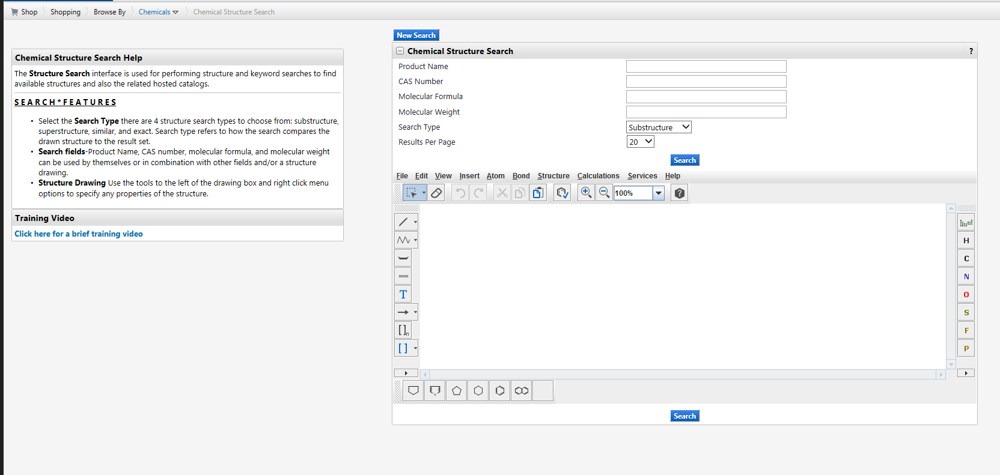 Shop Shopping Browse By Chemicals Chemical Structure Search
New Search
Chemical Structure Search Help
The Structure Search interface is used for performing structure and keyword searches to find
available structures and also the related hosted catalogs.
SEARCH*FEATURES
• Select the Search Type there are 4 structure search types to choose from: substructure,
superstructure, similar, and exact. Search type refers to how the search compares the
drawn structure to the result set.
• Search fields-Product Name, CAS number, molecular formula, and molecular weight
can be used by themselves or in combination with other fields and/or a structure
drawing.
• Structure Drawing Use the tools to the left of the drawing box and right click menu
options to specify any properties of the structure.
Training Video
Click here for a brief training video
Chemical Structure Search ?
Product Name
CAS Number
Molecular Formula
Molecular Weight
Search Type Substructure
Results Per Page 20
Search
File Edit View Insert Atom Bond Structure Calculations Services Help
100% ?
T
[ ]n
[ ]
H
C
N
O
S
F
P
N
Search